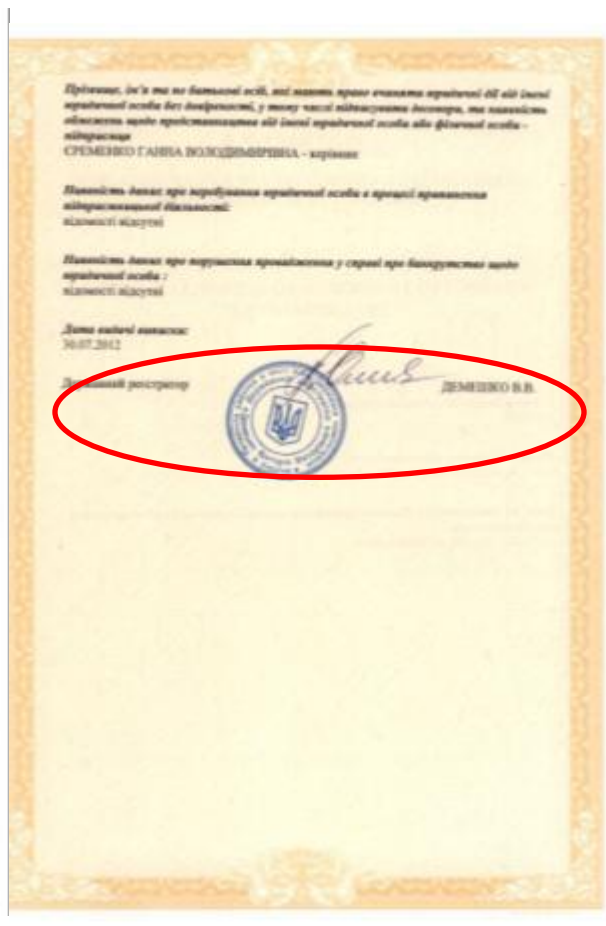 Прізвище, ім'я та по батькові осіб, які мають право вчиняти юридичні дії від імені
юридичної особи без довіреності, у тому числі підписувати договори, та наявність
обмежень щодо представництва від імені юридичної особи або фізичної особи -
підприємця
ЄРЕМЕНКО ГАННА ВОЛОДИМИРІВНА - керівник
Наявність даних про перебування юридичної особи в процесі припинення
підприємницької діяльності:
відомості відсутні
Наявність даних про порушення провадження у справі про банкрутство щодо
юридичної особи :
відомості відсутні
Дата видачі виписки:
30.07.2012
Державний реєстратор
ДЕМЕШКО В.В.